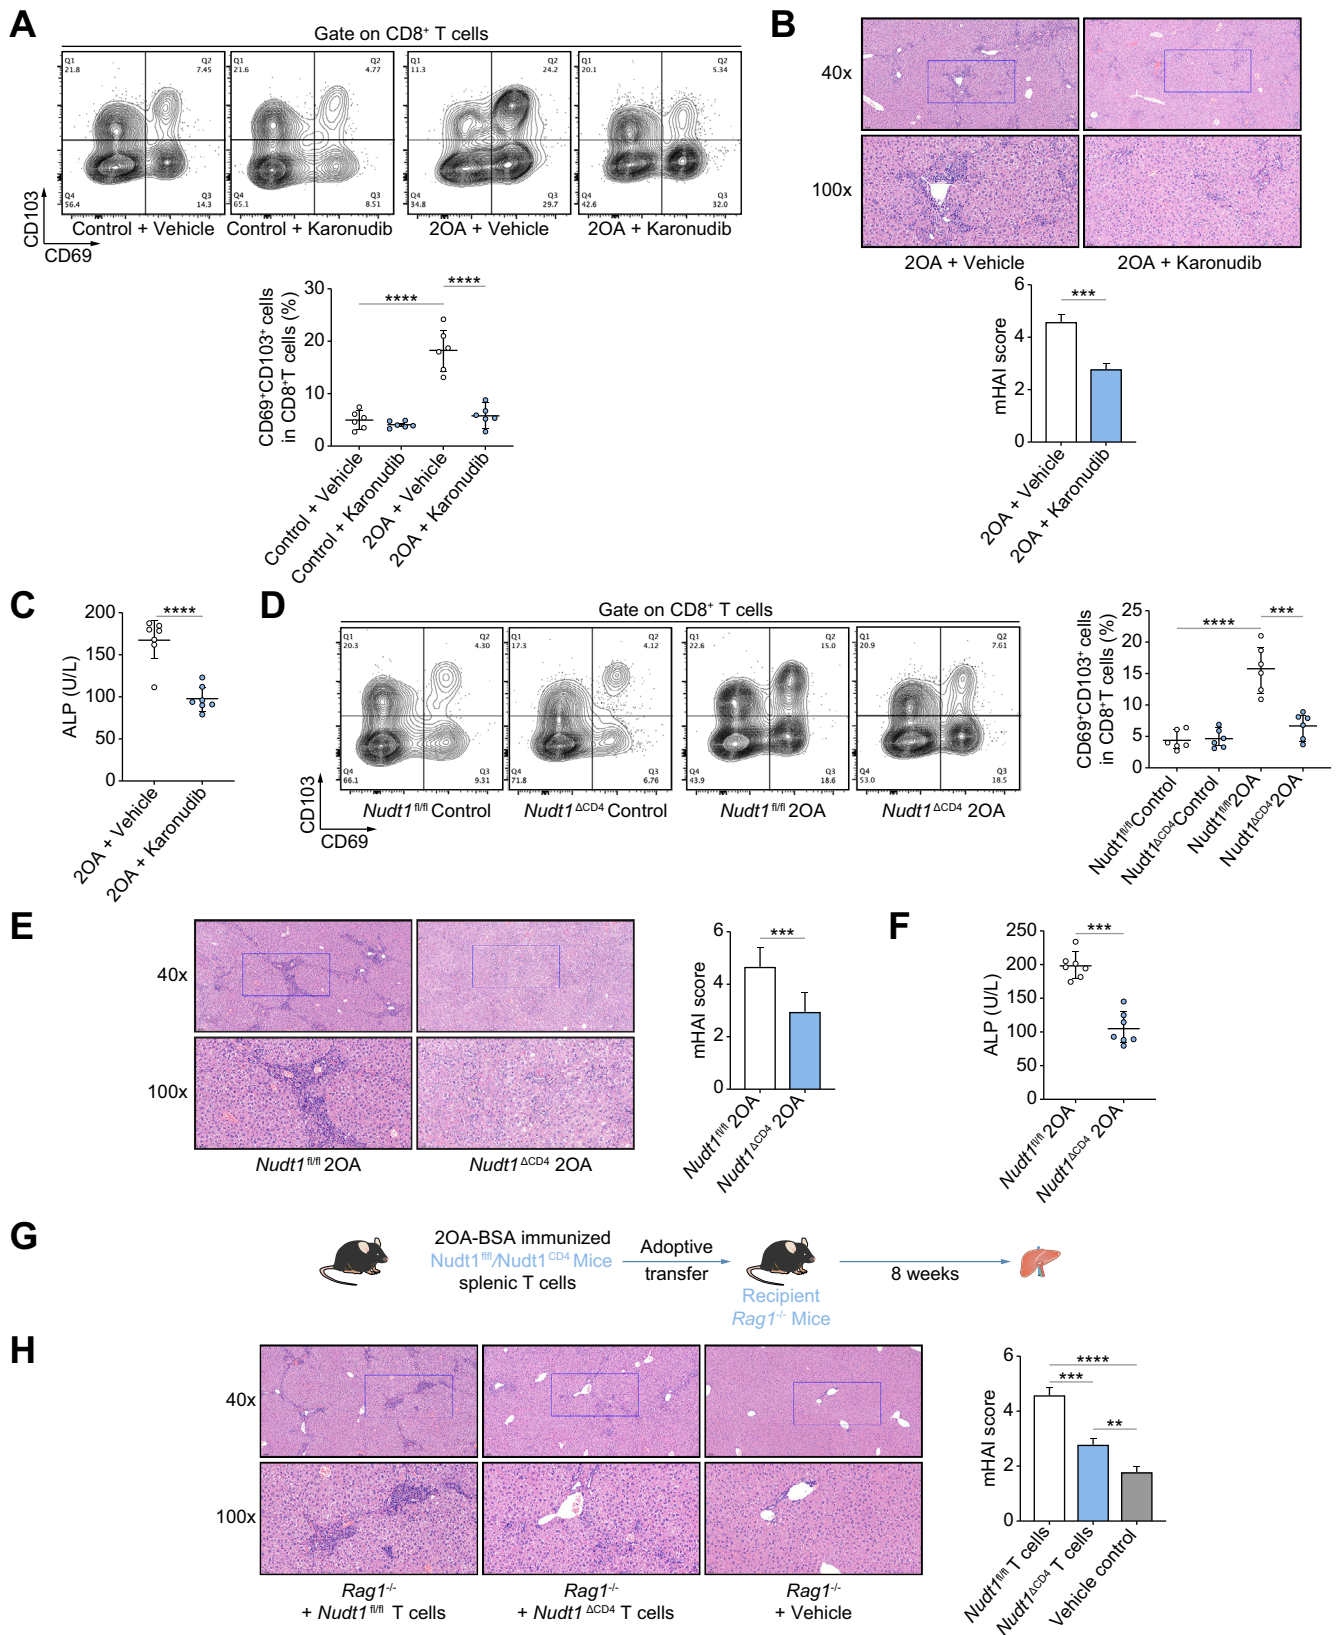 A
Gate on CD8⁺ T cells
Q1 21.8 Q2 7.45 Q4 56.4 Q3 14.3
Q1 21.6 Q2 4.77 Q4 65.1 Q3 8.51
Q1 11.3 Q2 24.2 Q4 34.8 Q3 29.7
Q1 20.1 Q2 5.34 Q4 42.6 Q3 32.0
CD103
CD69
Control + Vehicle
Control + Karonudib
2OA + Vehicle
2OA + Karonudib
CD69⁺CD103⁺ cells
in CD8⁺T cells (%)
30
20
10
0
****
****
Control + Vehicle
Control + Karonudib
2OA + Vehicle
2OA + Karonudib
B
40x
100x
2OA + Vehicle
2OA + Karonudib
mHAI score
6
4
2
0
***
2OA + Vehicle
2OA + Karonudib
C
ALP (U/L)
200
150
100
50
0
****
2OA + Vehicle
2OA + Karonudib
D
Gate on CD8⁺ T cells
Q1 20.3 Q2 4.30 Q4 66.1 Q3 9.31
Q1 17.3 Q2 4.12 Q4 71.8 Q3 6.76
Q1 22.6 Q2 15.0 Q4 43.9 Q3 18.6
Q1 20.9 Q2 7.61 Q4 53.0 Q3 18.5
CD103
CD69
Nudt1ᶠˡ/ᶠˡ Control
Nudt1ΔCD4 Control
Nudt1ᶠˡ/ᶠˡ 2OA
Nudt1ΔCD4 2OA
CD69⁺CD103⁺ cells
in CD8⁺T cells (%)
25
20
15
10
5
0
****
***
Nudt1fl/fl Control
Nudt1ΔCD4 Control
Nudt1fl/fl 2OA
Nudt1ΔCD4 2OA
E
40x
100x
Nudt1fl/fl 2OA
Nudt1ΔCD4 2OA
mHAI score
6
4
2
0
***
Nudt1fl/fl 2OA
Nudt1ΔCD4 2OA
F
ALP (U/L)
250
200
150
100
50
0
***
Nudt1fl/fl 2OA
Nudt1ΔCD4 2OA
G
2OA-BSA immunized
Nudt1flfl/Nudt1CD4 Mice
splenic T cells
Adoptive
transfer
Recipient
Rag1-/- Mice
8 weeks
H
40x
100x
Rag1-/-
+ Nudt1fl/fl T cells
Rag1-/-
+ Nudt1ΔCD4 T cells
Rag1-/-
+ Vehicle
mHAI score
6
4
2
0
****
***
**
Nudt1fl/fl T cells
Nudt1ΔCD4 T cells
Vehicle control